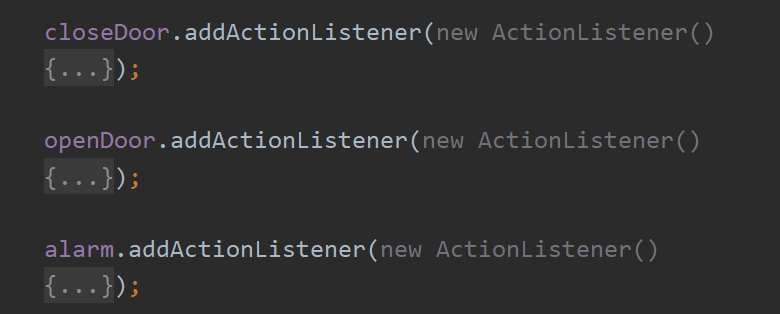 closeDoor.addActionListener(new ActionListener()
{...});
openDoor.addActionListener(new ActionListener()
{...});
alarm.addActionListener(new ActionListener()
{...});